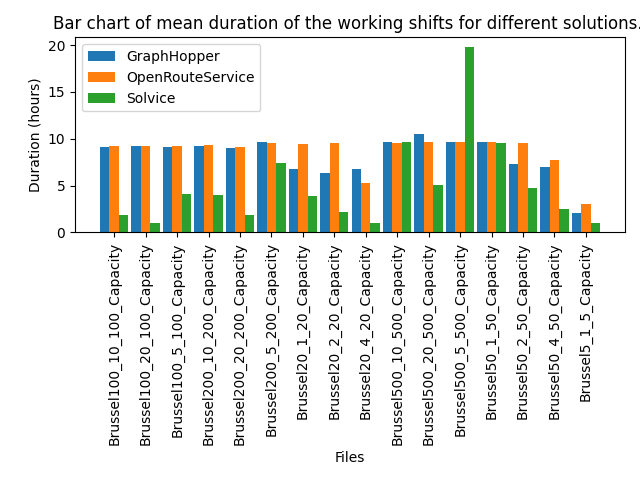 Bar chart of mean duration of the working shifts for different solutions.
GraphHopper
OpenRouteService
Solvice
Duration (hours)
20
15
10
5
0
Brussel100_10_100_Capacity
Brussel100_20_100_Capacity
Brussel100_5_100_Capacity
Brussel200_10_200_Capacity
Brussel200_20_200_Capacity
Brussel200_5_200_Capacity
Brussel20_1_20_Capacity
Brussel20_2_20_Capacity
Brussel20_4_20_Capacity
Brussel500_10_500_Capacity
Brussel500_20_500_Capacity
Brussel500_5_500_Capacity
Brussel50_1_50_Capacity
Brussel50_2_50_Capacity
Brussel50_4_50_Capacity
Brussel5_1_5_Capacity
Files